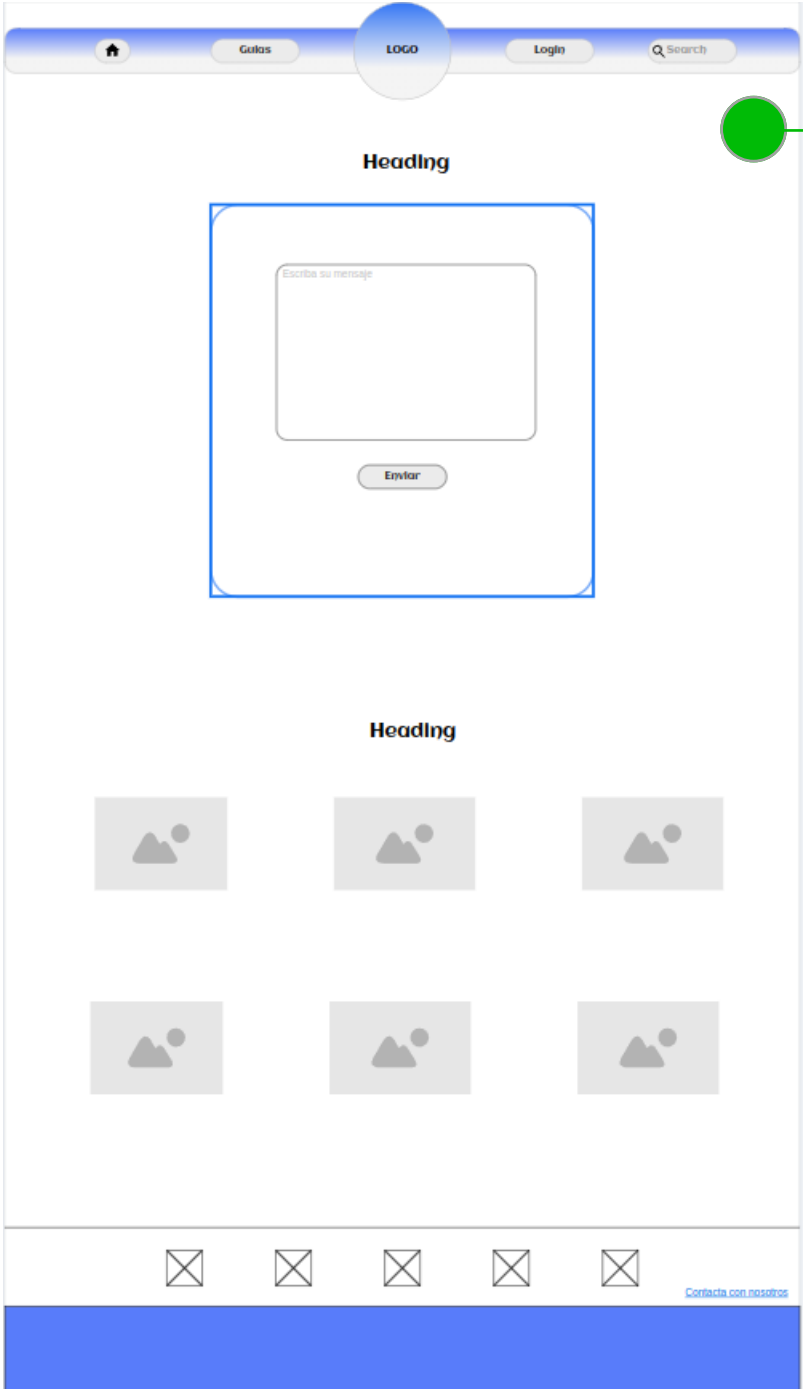 Guias
LOGO
Login
Search
Heading
Escriba su mensaje
Enviar
Heading
Contacta con nosotros